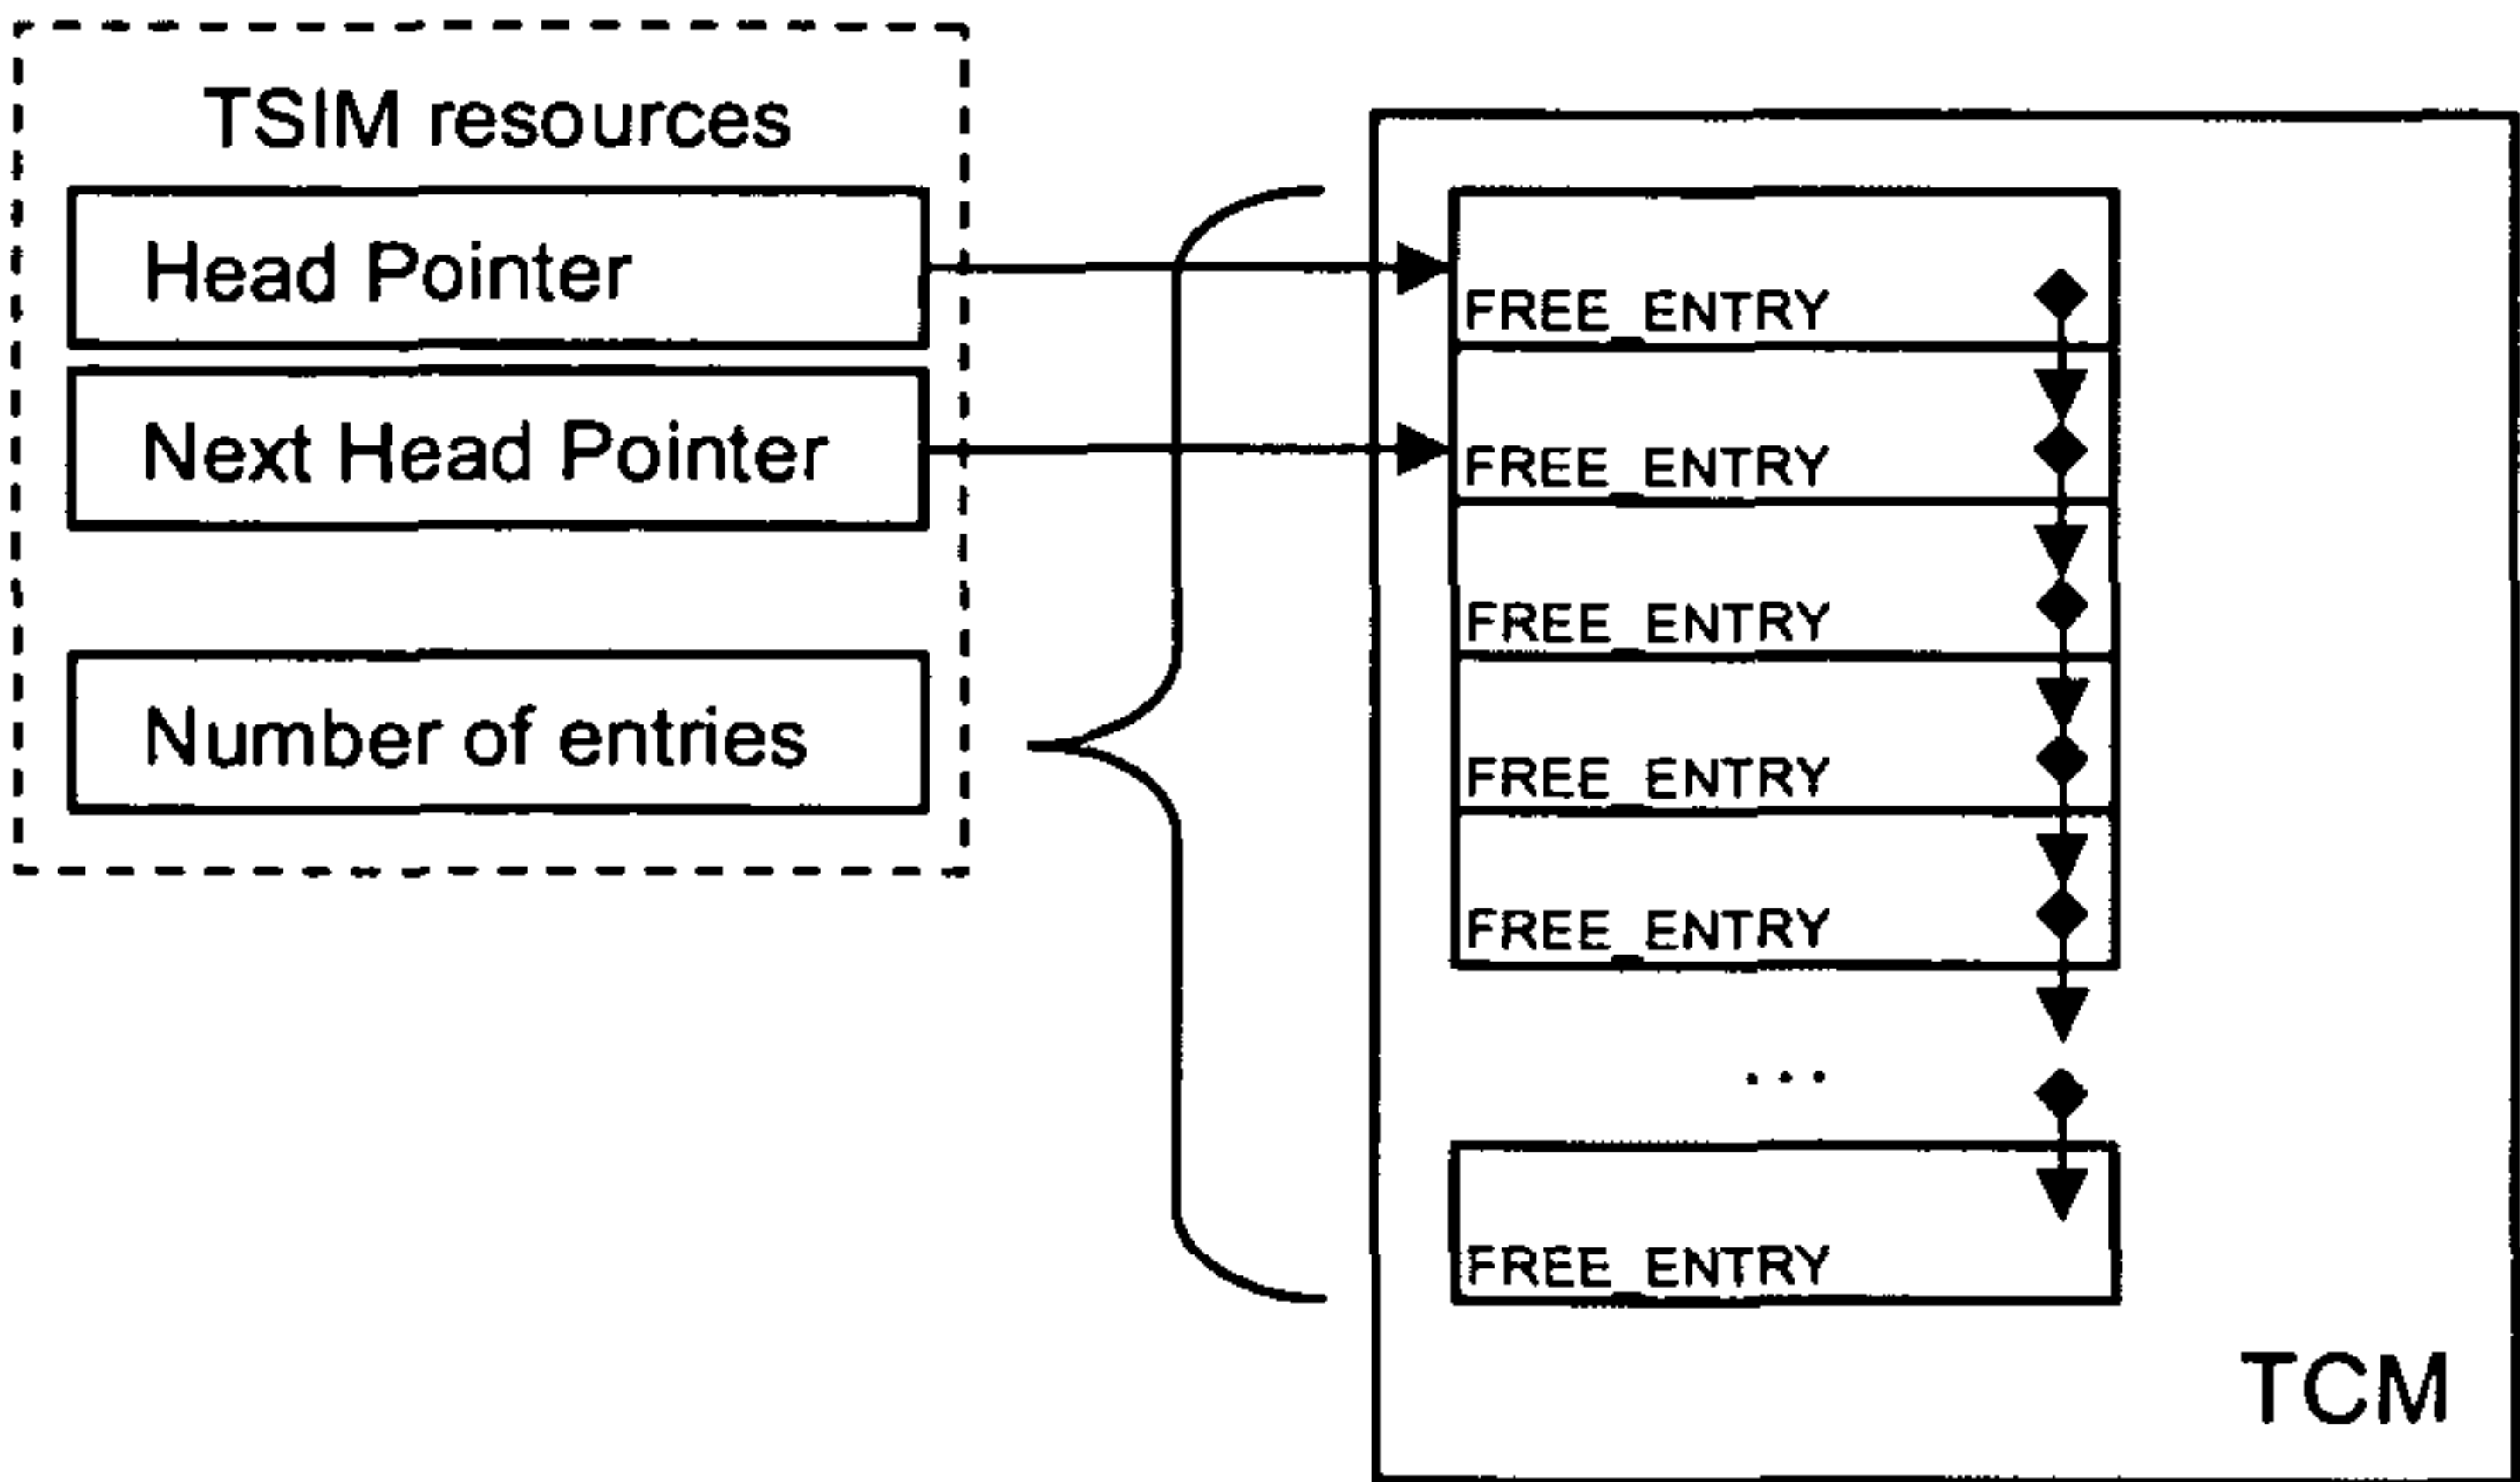 TSIM resources
Head Pointer
Next Head Pointer
Number of entries
FREE_ENTRY
FREE_ENTRY
FREE_ENTRY
FREE_ENTRY
FREE_ENTRY
...
FREE_ENTRY
TCM